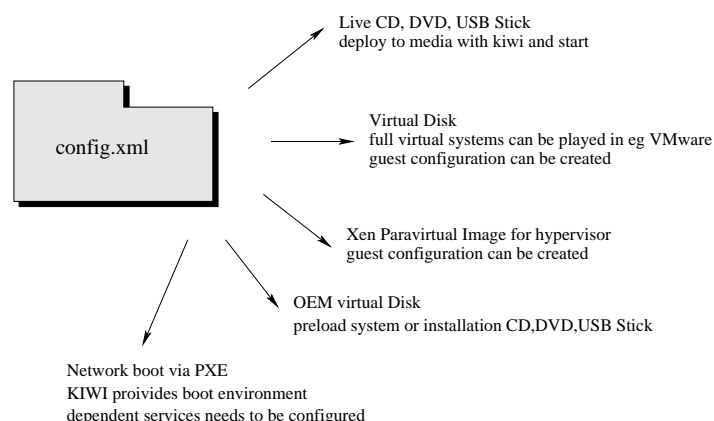 Live CD, DVD, USB Stick
deploy to media with kiwi and start
config.xml
Virtual Disk
full virtual systems can be played in eg VMware
guest configuration can be created
Xen Paravirtual Image for hypervisor
guest configuration can be created
OEM virtual Disk
preload system or installation CD,DVD,USB Stick
Network boot via PXE
KIWI proivides boot environment
dependent services needs to be configured